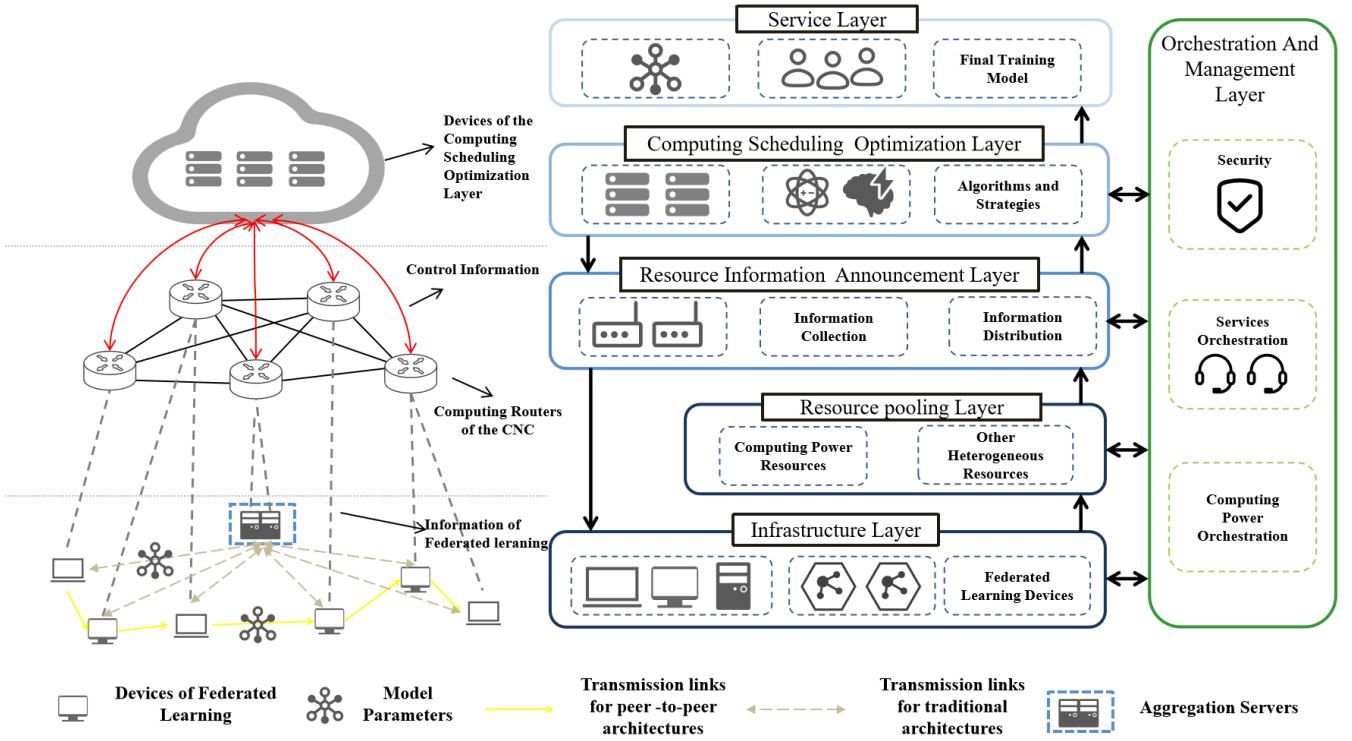 Devices of the
Computing
Scheduling
Optimization
Layer
Control Information
Computing Routers
of the CNC
Information of
Federated leraning
Service Layer
Final Training
Model
Computing Scheduling Optimization Layer
Algorithms and
Strategies
Resource Information Announcement Layer
Information
Collection
Information
Distribution
Resource pooling Layer
Computing Power
Resources
Other
Heterogeneous
Resources
Infrastructure Layer
Federated
Learning Devices
Orchestration And
Management
Layer
Security
Services
Orchestration
Computing
Power
Orchestration
Devices of Federated
Learning
Model
Parameters
Transmission links
for peer -to-peer
architectures
Transmission links
for traditional
architectures
Aggregation Servers